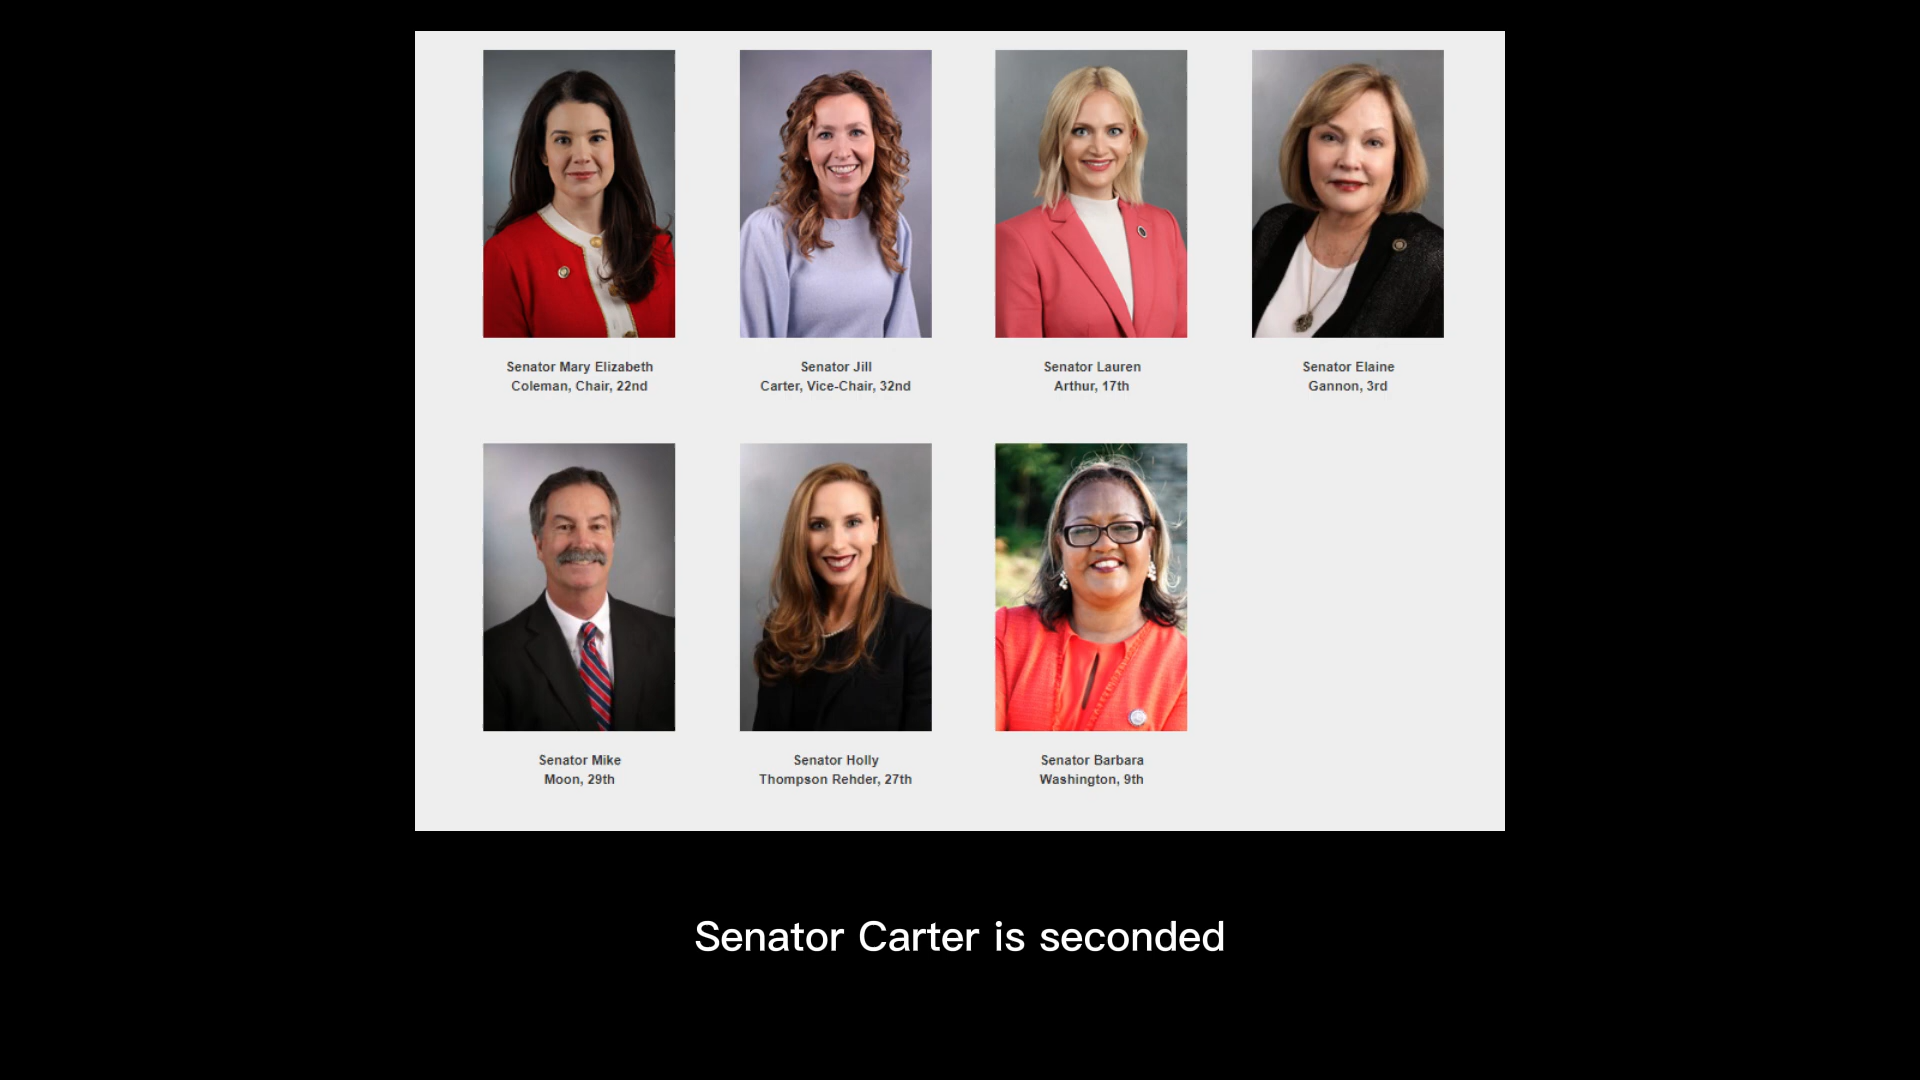 Senator Mary Elizabeth
Coleman, Chair, 22nd
Senator Jill
Carter, Vice-Chair, 32nd
Senator Lauren
Arthur, 17th
Senator Elaine
Gannon, 3rd
Senator Mike
Moon, 29th
Senator Holly
Thompson Rehder, 27th
Senator Barbara
Washington, 9th
Senator Carter is seconded